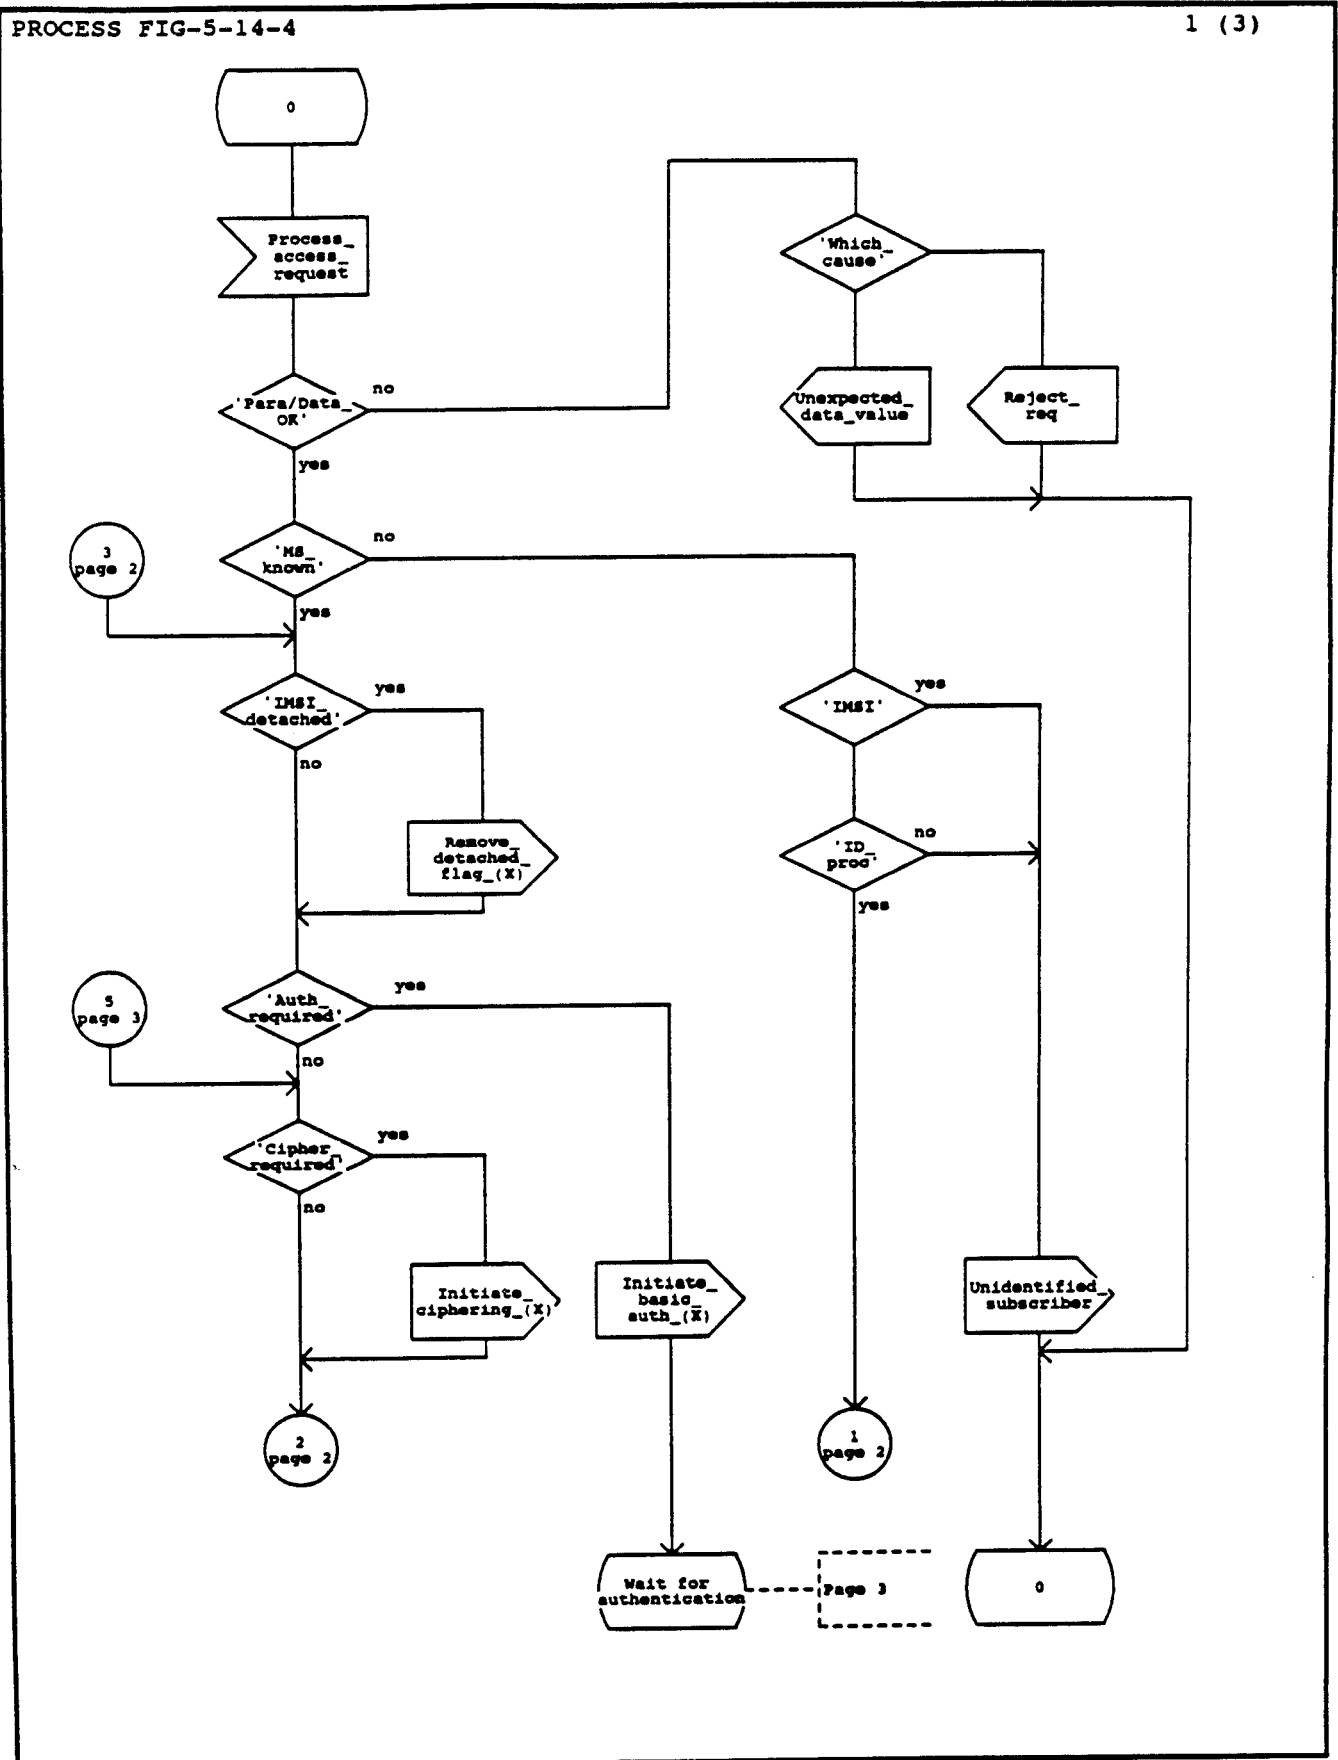 PROCESS FIG-5-14-4
1 (3)
0
Process_
access_
request
'Which_
cause'
'Para/Data_
OK'
no
yes
Unexpected_
data_value
Reject_
req
3
page 2
'MS_
known'
no
yes
'IMSI_
detached'
yes
no
'IMSI'
yes
Remove_
detached_
flag_(X)
'ID_
proc'
no
yes
5
page 3
'Auth_
required'
yes
no
'Cipher_
required'
yes
no
Initiate_
ciphering_(X)
Initiate_
basic_
auth_(X)
Unidentified_
subscriber
2
page 2
1
page 2
Wait for
authentication
Page 3
0